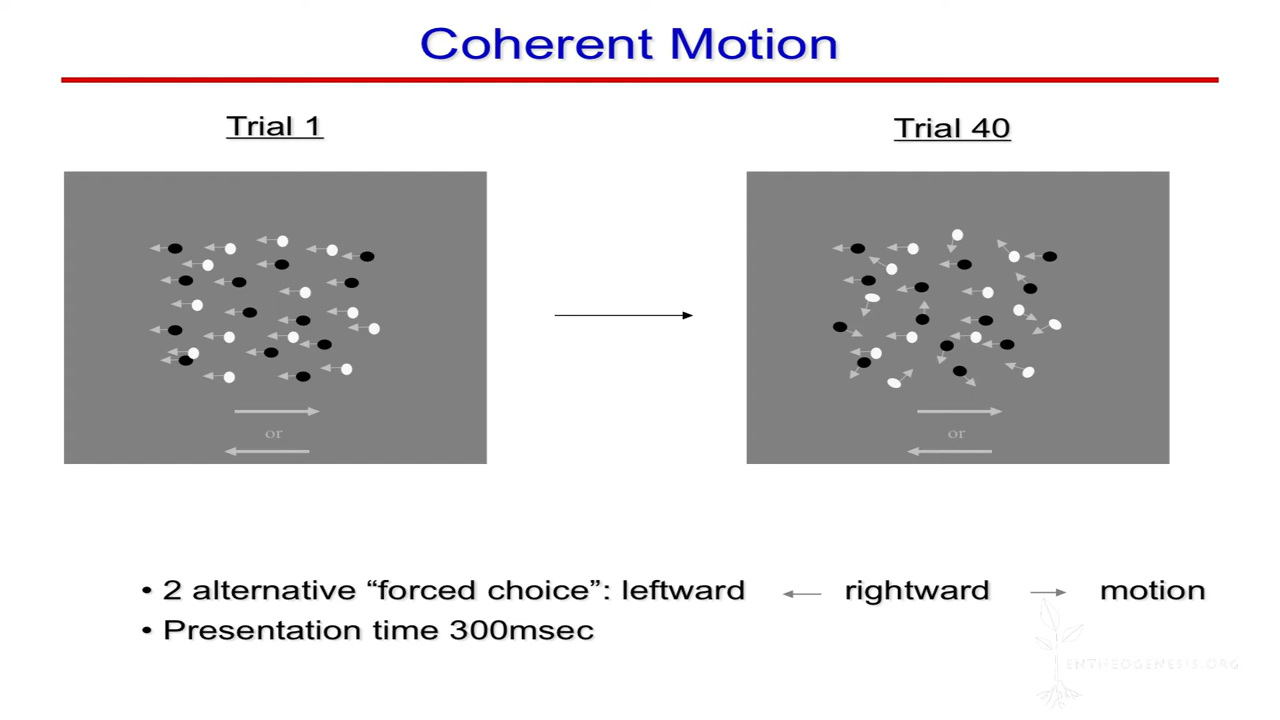 Coherent Motion
Trial 1
Trial 40
or
or
• 2 alternative “forced choice”: leftward rightward motion
• Presentation time 300msec
ENTHEOGENESIS.ORG